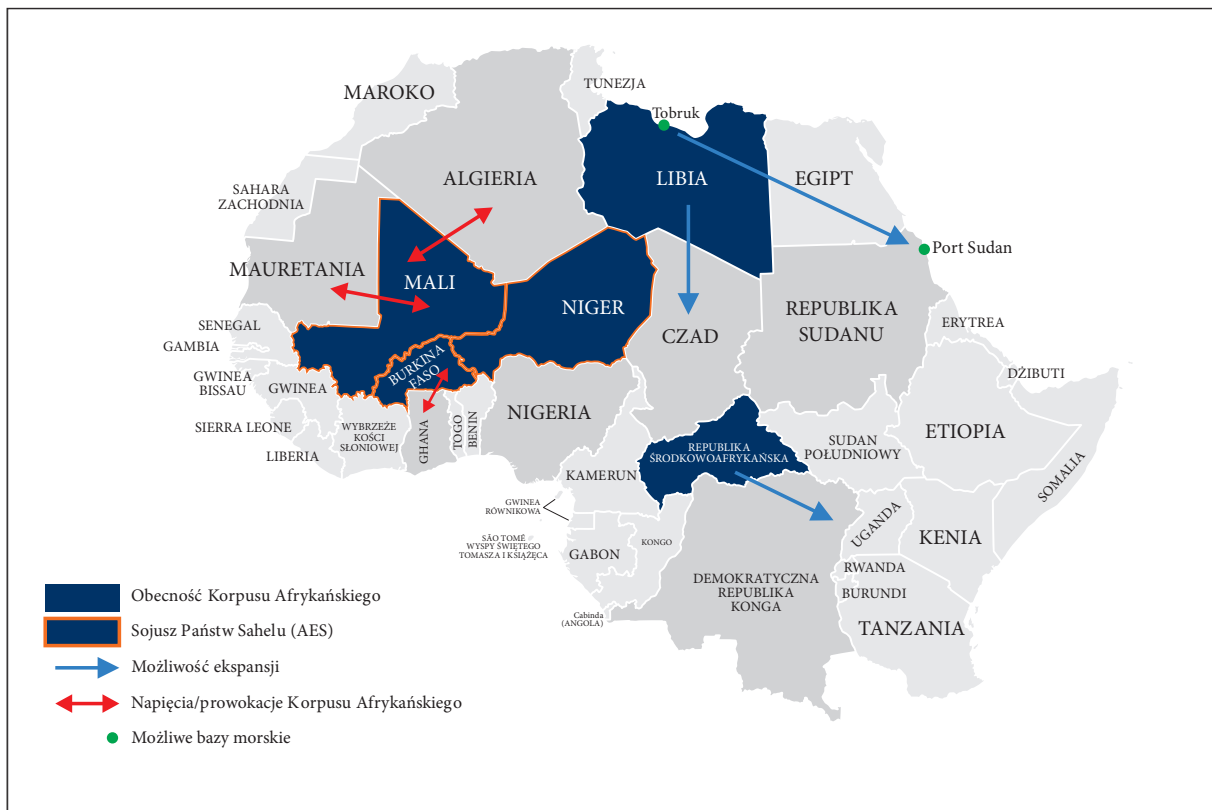 MAROKO
TUNEZJA
Tobruk
ALGIERIA
LIBIA
EGIPT
SAHARA
ZACHODNIA
Port Sudan
MAURETANIA
MALI
NIGER
CZAD
REPUBLIKA
SUDANU
ERYTREA
SENEGAL
GAMBIA
GWINEA
BISSAU
GWINEA
BURKINA
FASO
DŻIBUTI
SIERRA LEONE
LIBERIA
WYBRZEŻE
KOŚCI
SŁONIOWEJ
GHANA
TOGO
BENIN
NIGERIA
REPUBLIKA
ŚRODKOWOAFRYKAŃSKA
SUDAN
POŁUDNIOWY
ETIOPIA
SOMALIA
KAMERUN
GWINEA
RÓWNIKOWA
SÃO TOMÉ
WYSPY ŚWIĘTEGO
TOMASZA I KSIĄŻĘCA
GABON
KONGO
UGANDA
KENIA
RWANDA
BURUNDI
DEMOKRATYCZNA
REPUBLIKA
KONGA
TANZANIA
Cabinda
(ANGOLA)
Obecność Korpusu Afrykańskiego
Sojusz Państw Sahelu (AES)
Możliwość ekspansji
Napięcia/prowokacje Korpusu Afrykańskiego
Możliwe bazy morskie